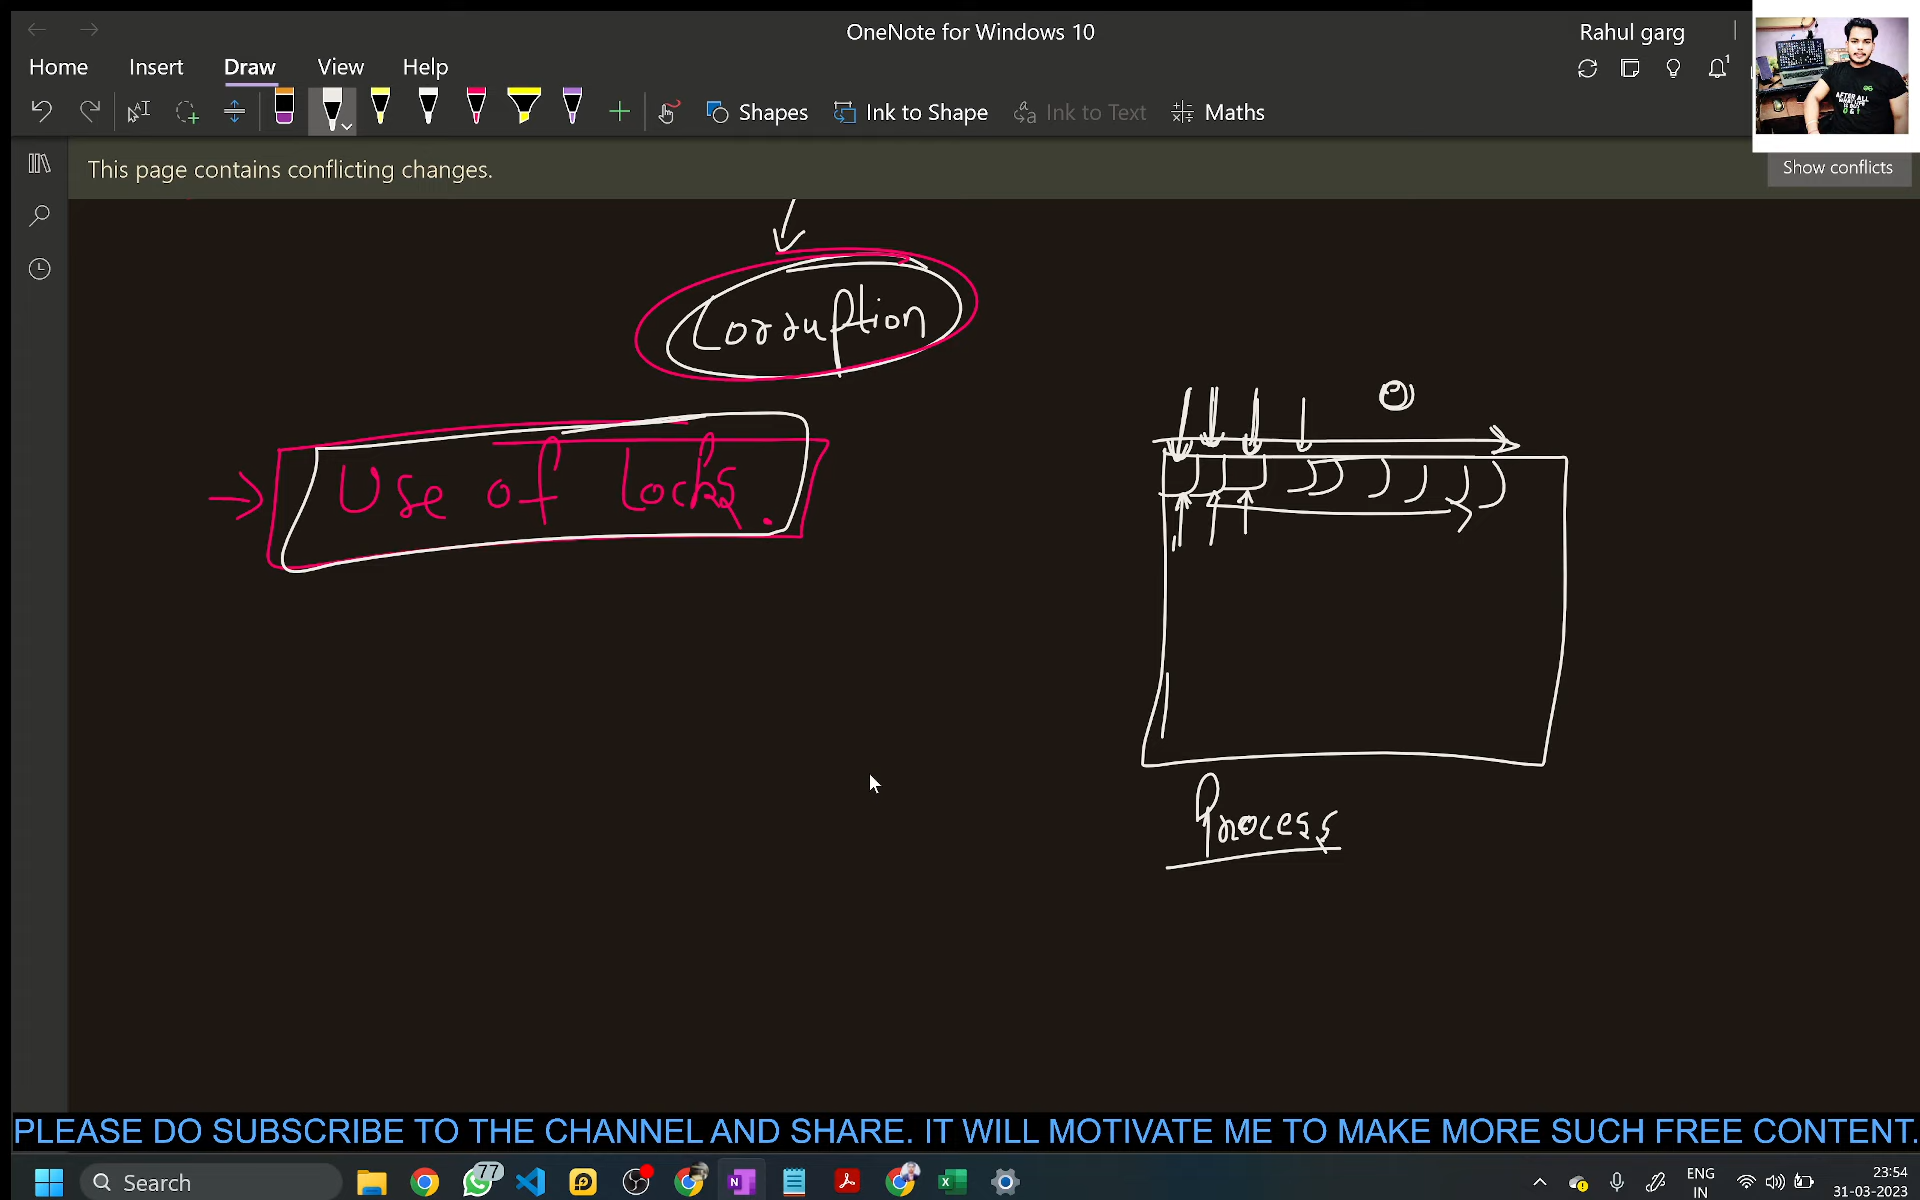 OneNote for Windows 10
Rahul garg
Home Insert Draw View Help
Shapes Ink to Shape Ink to Text Maths
This page contains conflicting changes.
Show conflicts
Corruption
Use of locks.
Process
PLEASE DO SUBSCRIBE TO THE CHANNEL AND SHARE. IT WILL MOTIVATE ME TO MAKE MORE SUCH FREE CONTENT.
Search
77
ENG
IN
23:54
31-03-2023